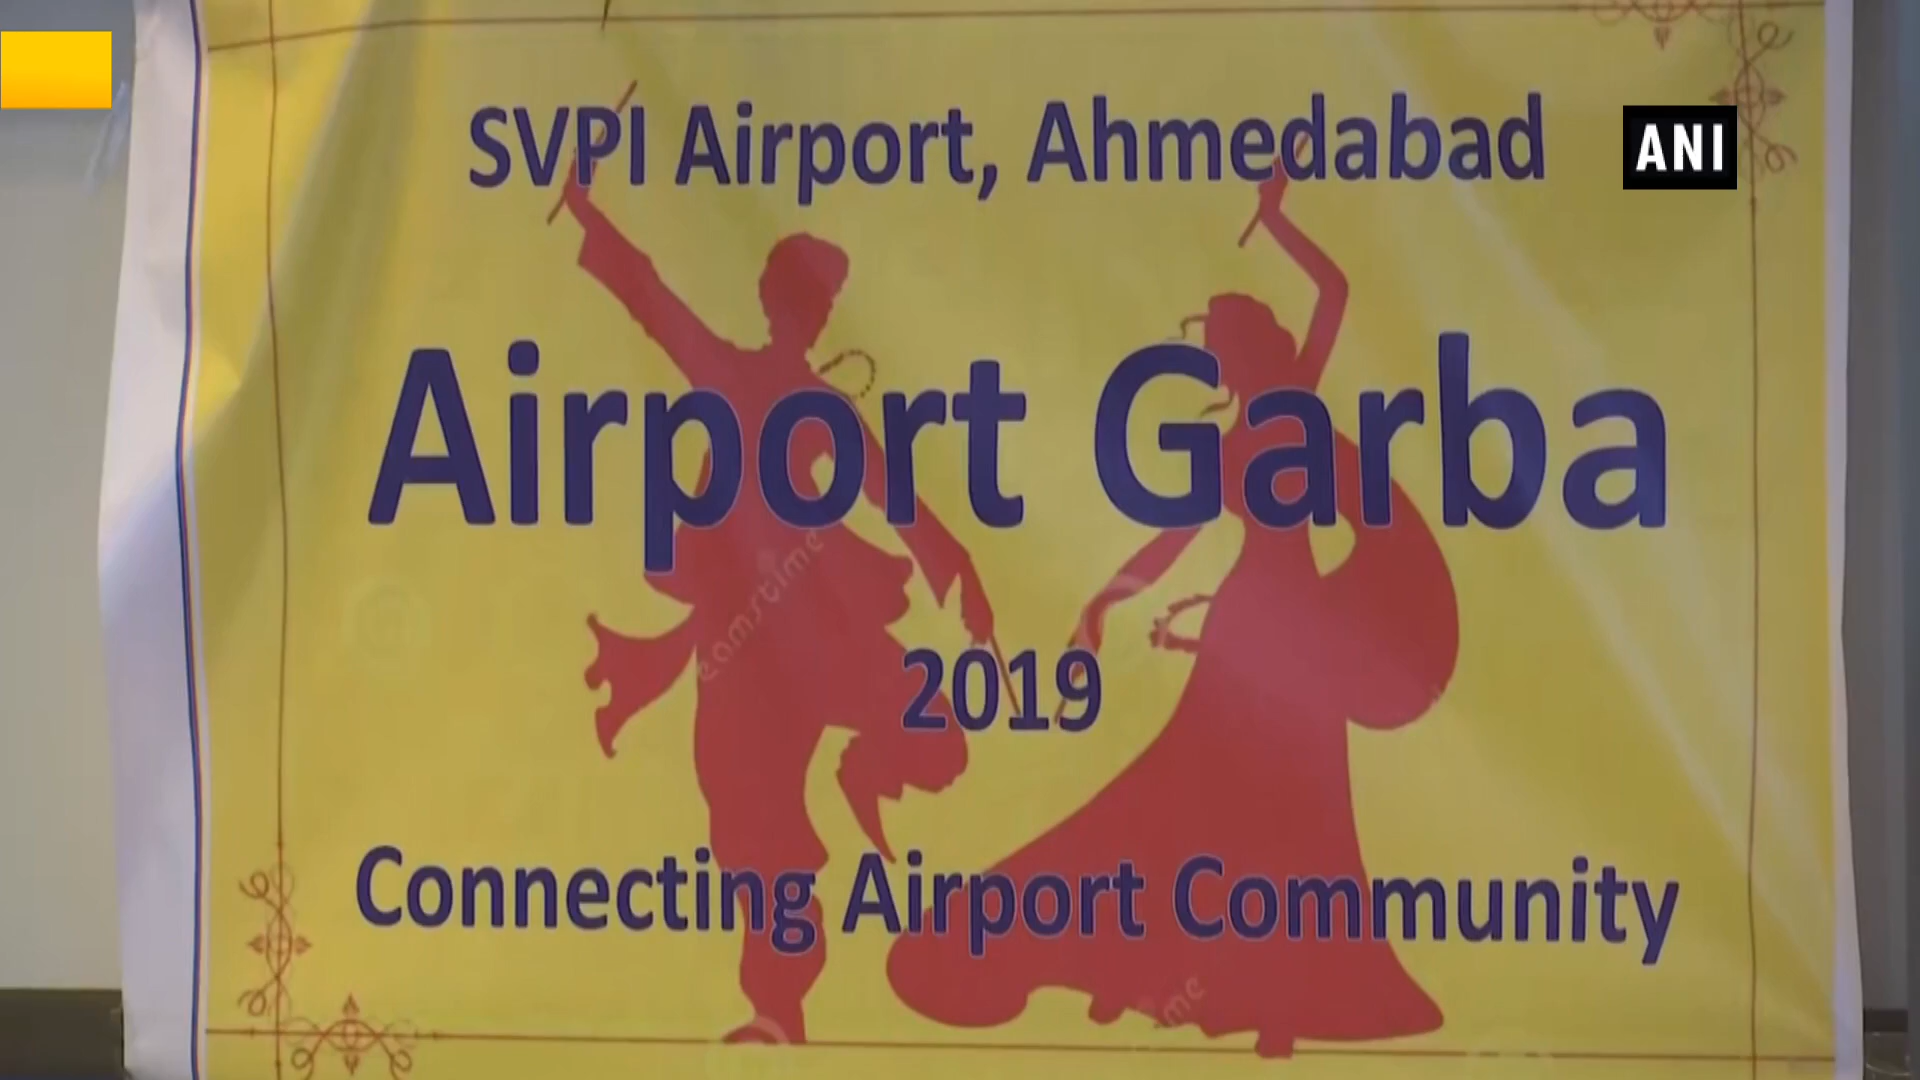 SVPI Airport, Ahmedabad
ANI
Airport Garba
2019
Connecting Airport Community